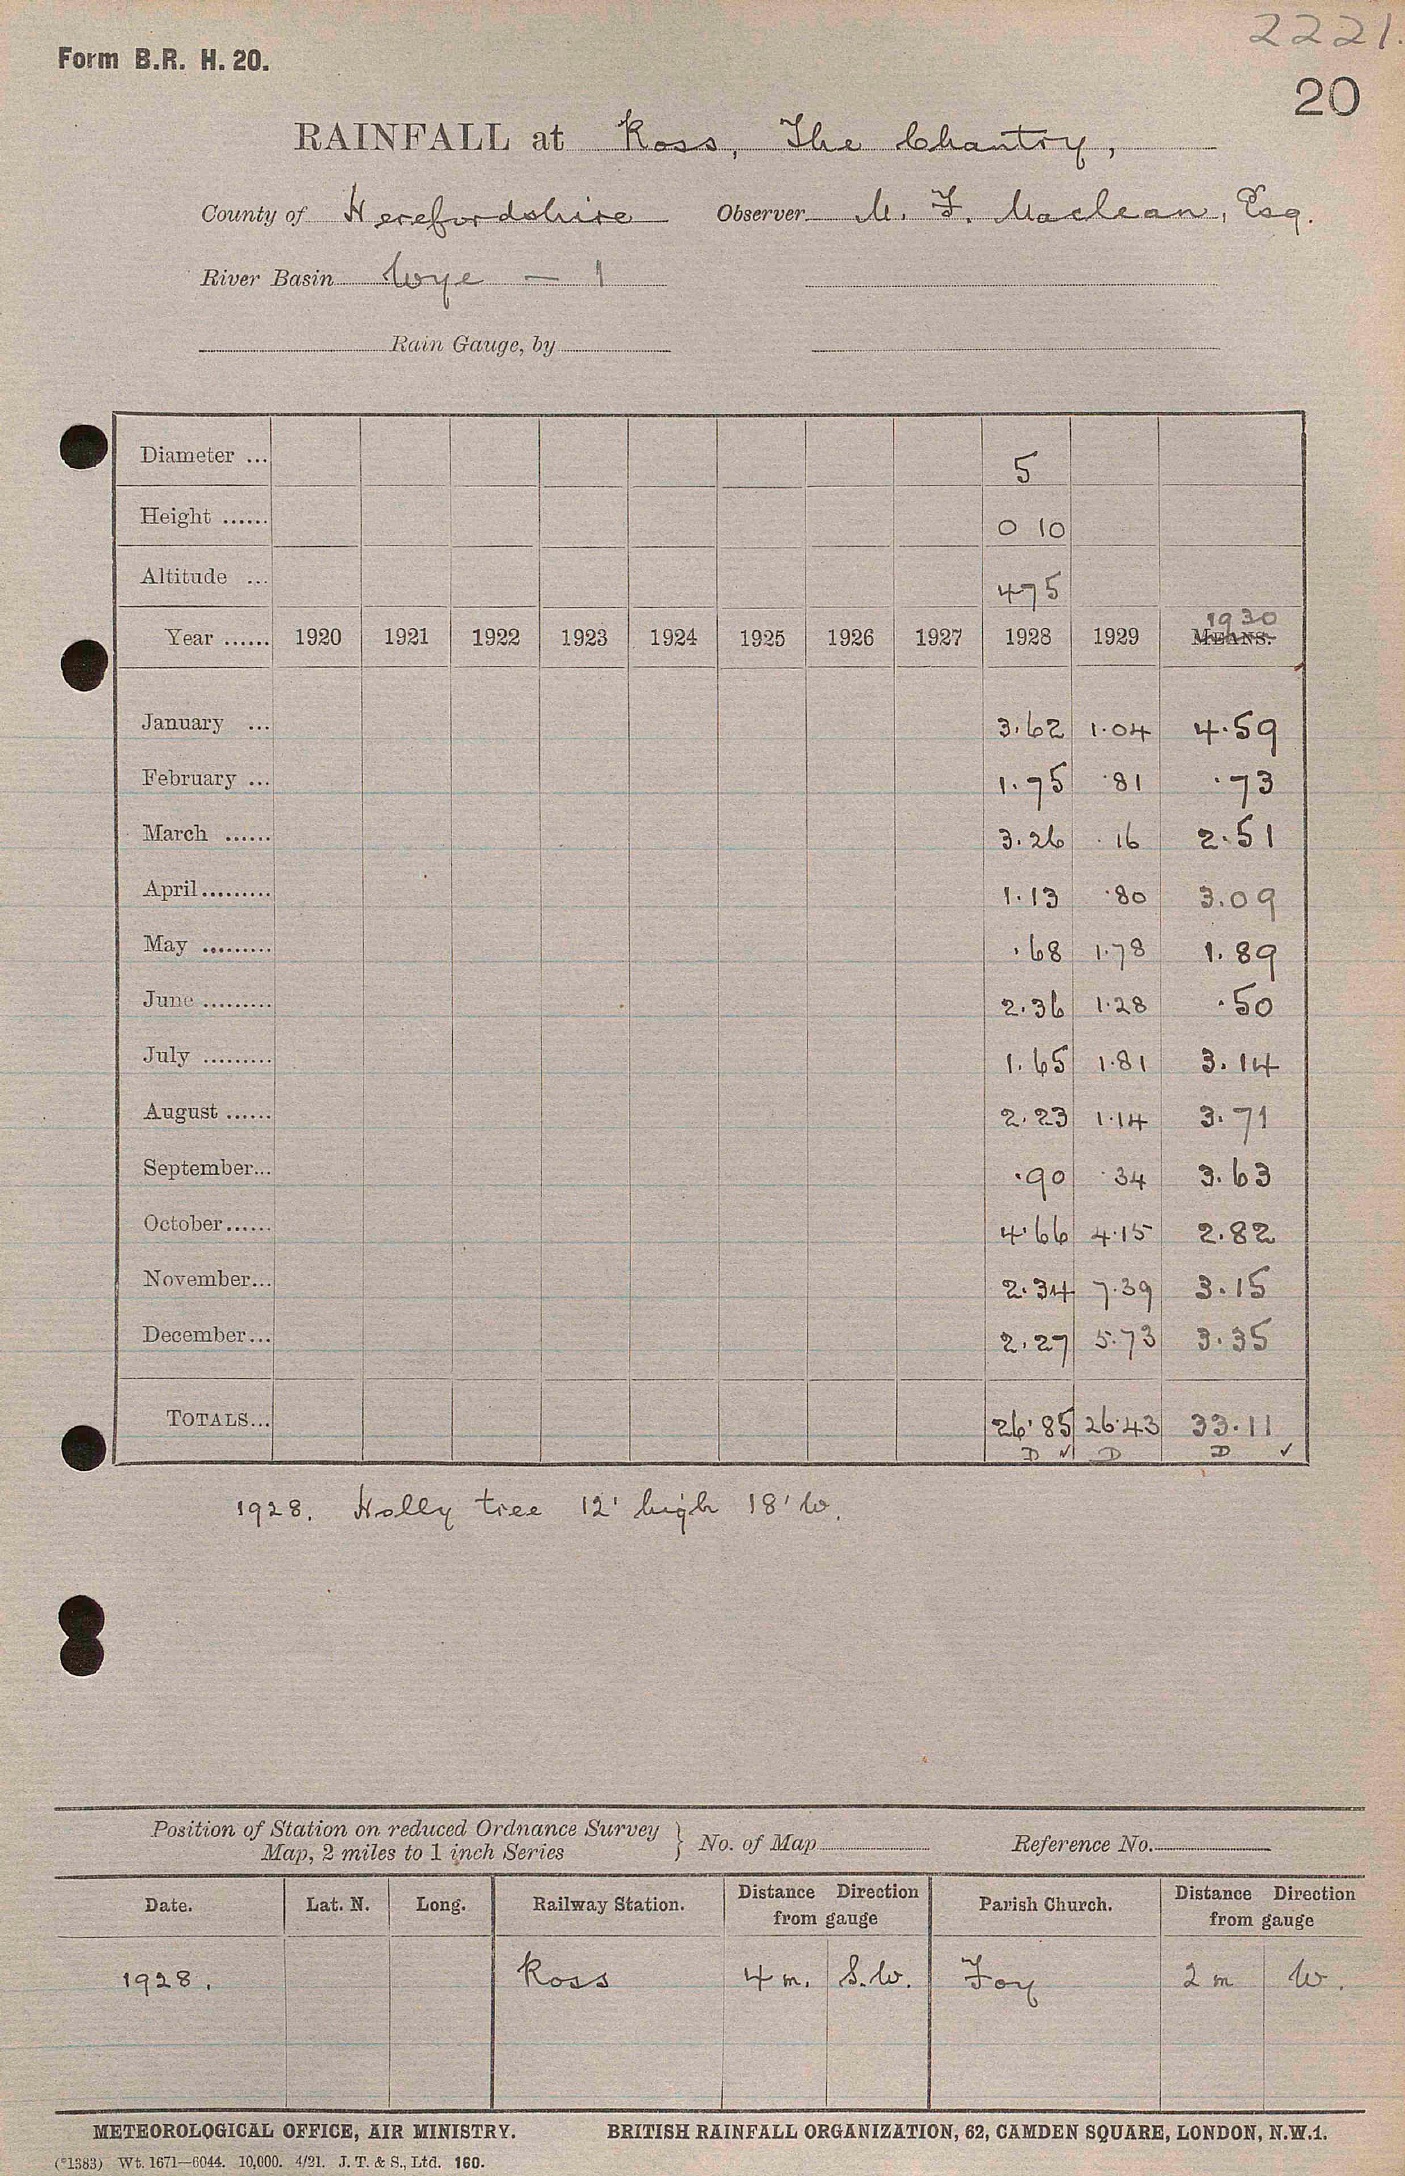 2221.
Form B.R. H. 20.
20
RAINFALL at Ross, The Chantry,
County of Herefordshire Observer M. F. Maclean, Esq.
River Basin Wye — 1
Rain Gauge, by
Diameter ... 5
Height ...... 0 10
Altitude ... 475
1930
Year ...... 1920 1921 1922 1923 1924 1925 1926 1927 1928 1929 MEANS.
January ... 3.62 1.04 4.59
February ... 1.75 .81 .73
March ...... 3.26 .16 2.51
April ......... 1.13 .80 3.09
May ......... .68 1.78 1.89
June ......... 2.36 1.28 .50
July ......... 1.65 1.81 3.14
August ...... 2.23 1.14 3.71
September... .90 .34 3.63
October...... 4.66 4.15 2.82
November... 2.34 7.39 3.15
December... 2.27 5.73 3.35
TOTALS... 26.85 26.43 33.11
D ✓ D D ✓
1928. Holly tree 12' high 18' W.
Position of Station on reduced Ordnance Survey
Map, 2 miles to 1 inch Series } No. of Map Reference No.
Date. Lat. N. Long. Railway Station. Distance Direction from gauge Parish Church. Distance Direction from gauge
1928. Ross 4 m. S.W. Foy 2 m W.
METEOROLOGICAL OFFICE, AIR MINISTRY. BRITISH RAINFALL ORGANIZATION, 62, CAMDEN SQUARE, LONDON, N.W.1.
(*1383) Wt. 1671—6044. 10,000. 4/21. J. T. & S., Ltd. 160.